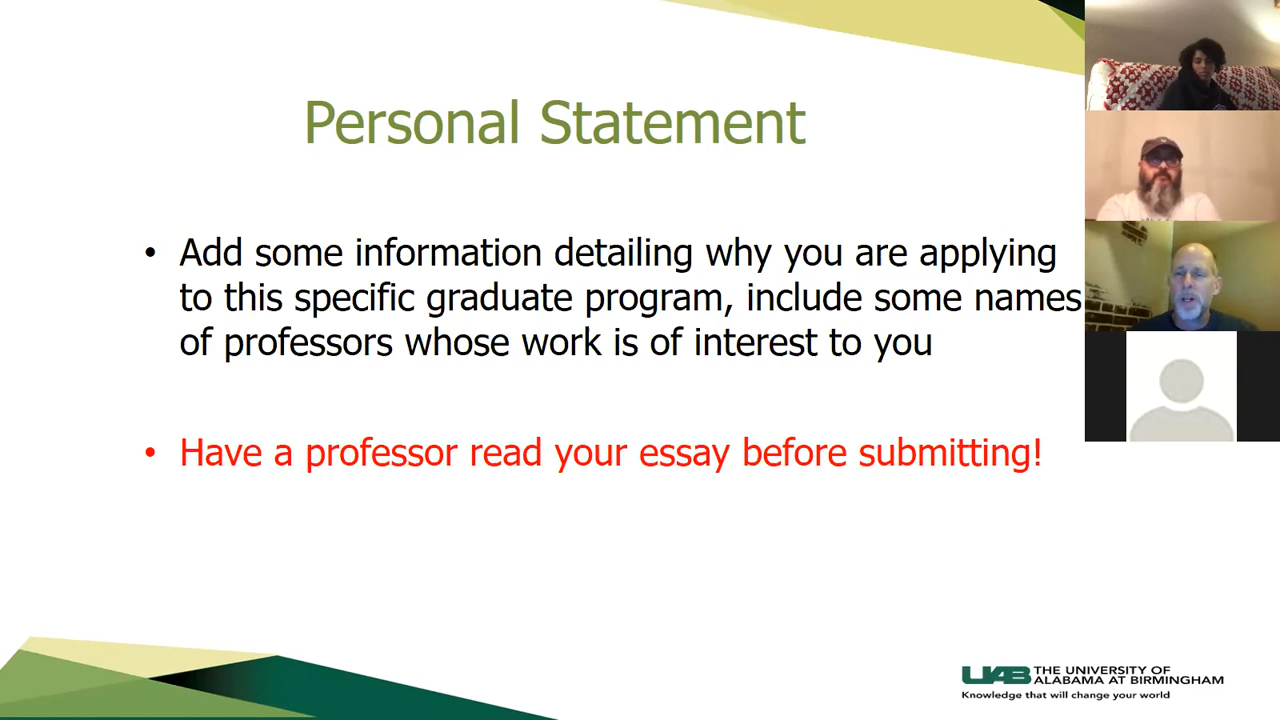 Personal Statement
• Add some information detailing why you are applying
to this specific graduate program, include some names
of professors whose work is of interest to you
• Have a professor read your essay before submitting!
UAB THE UNIVERSITY OF
ALABAMA AT BIRMINGHAM
Knowledge that will change your world